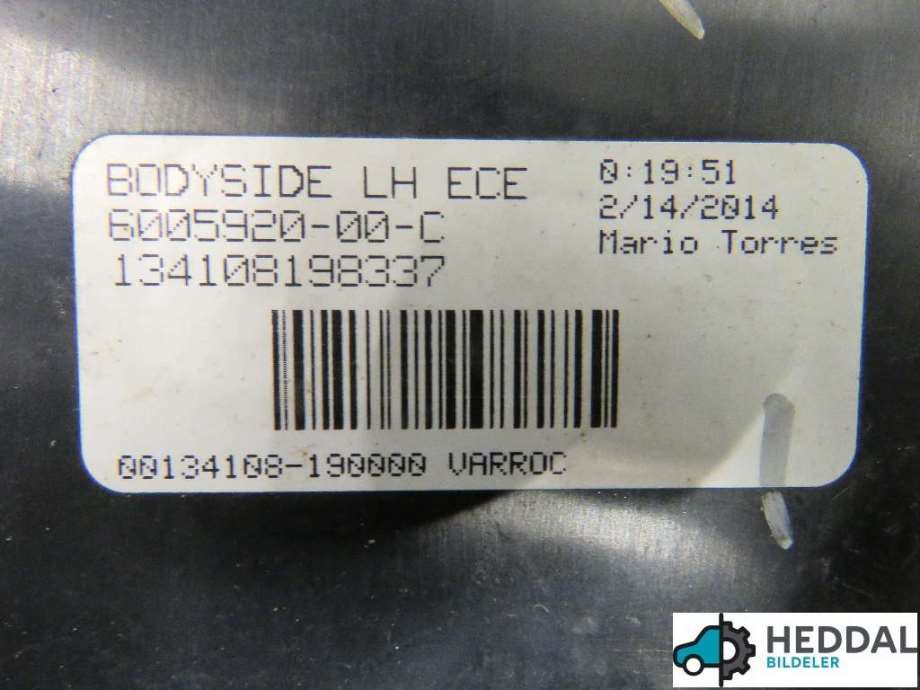 BODYSIDE LH ECE
6005920-00-C
134108198337
0:19:51
2/14/2014
Mario Torres
00134108-190000 VARROC
HEDDAL
BILDELER